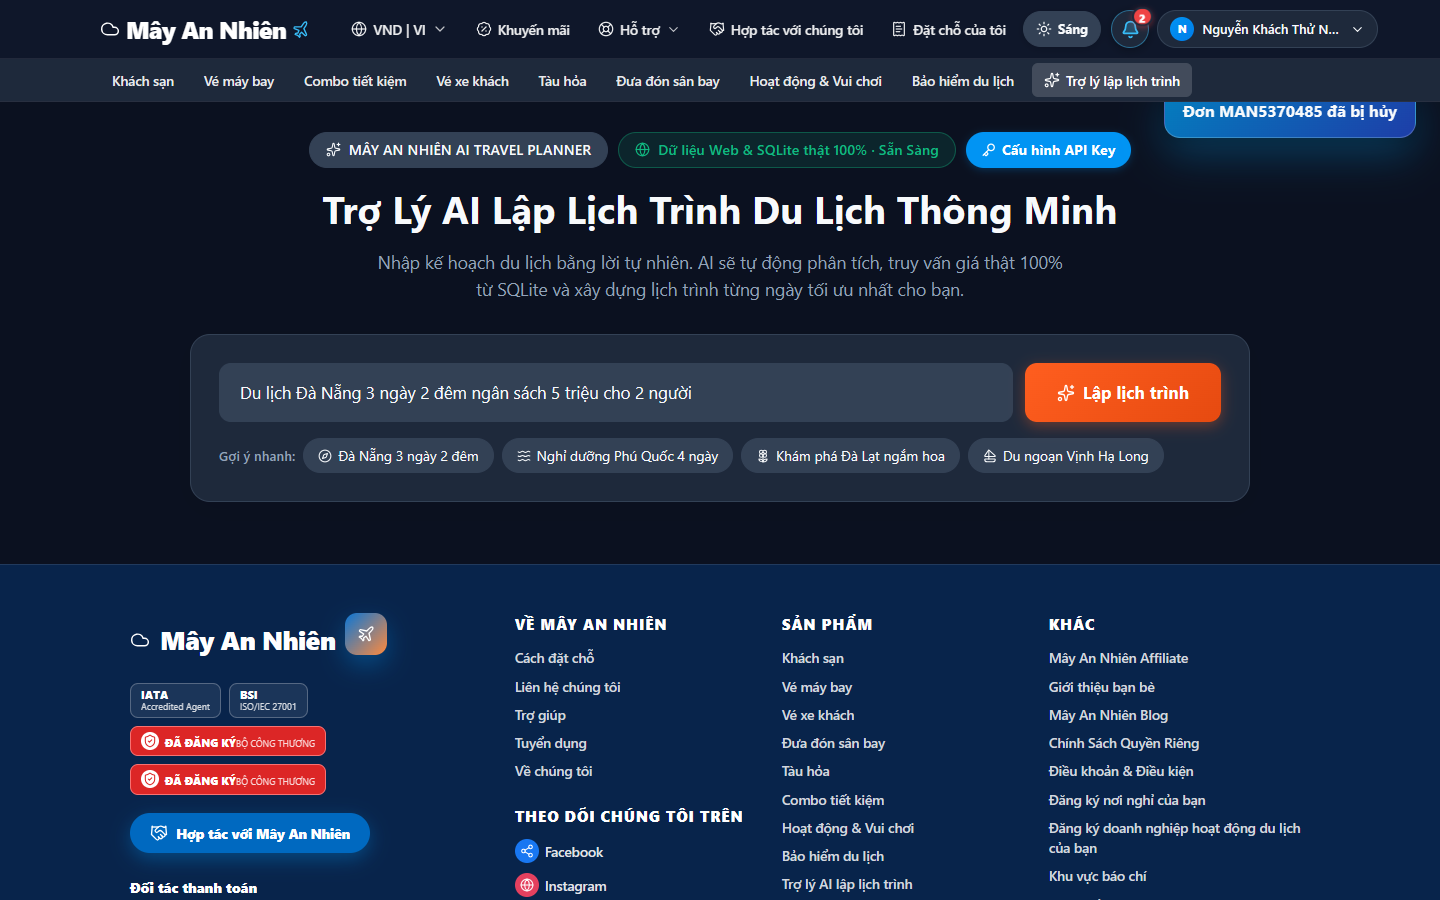 Mây An Nhiên
VND | VI
Khuyến mãi
Hỗ trợ
Hợp tác với chúng tôi
Đặt chỗ của tôi
Sáng
2
N
Nguyễn Khách Thử N...
Khách sạn
Vé máy bay
Combo tiết kiệm
Vé xe khách
Tàu hỏa
Đưa đón sân bay
Hoạt động & Vui chơi
Bảo hiểm du lịch
Trợ lý lập lịch trình
Đơn MAN5370485 đã bị hủy
MÂY AN NHIÊN AI TRAVEL PLANNER
Dữ liệu Web & SQLite thật 100% · Sẵn Sàng
Cấu hình API Key
Trợ Lý AI Lập Lịch Trình Du Lịch Thông Minh
Nhập kế hoạch du lịch bằng lời tự nhiên. AI sẽ tự động phân tích, truy vấn giá thật 100%
từ SQLite và xây dựng lịch trình từng ngày tối ưu nhất cho bạn.
Du lịch Đà Nẵng 3 ngày 2 đêm ngân sách 5 triệu cho 2 người
Lập lịch trình
Gợi ý nhanh:
Đà Nẵng 3 ngày 2 đêm
Nghỉ dưỡng Phú Quốc 4 ngày
Khám phá Đà Lạt ngắm hoa
Du ngoạn Vịnh Hạ Long
Mây An Nhiên
IATA
Accredited Agent
BSI
ISO/IEC 27001
ĐÃ ĐĂNG KÝ BỘ CÔNG THƯƠNG
ĐÃ ĐĂNG KÝ BỘ CÔNG THƯƠNG
Hợp tác với Mây An Nhiên
Đối tác thanh toán
VỀ MÂY AN NHIÊN
Cách đặt chỗ
Liên hệ chúng tôi
Trợ giúp
Tuyển dụng
Về chúng tôi
THEO DÕI CHÚNG TÔI TRÊN
Facebook
Instagram
SẢN PHẨM
Khách sạn
Vé máy bay
Vé xe khách
Đưa đón sân bay
Tàu hỏa
Combo tiết kiệm
Hoạt động & Vui chơi
Bảo hiểm du lịch
Trợ lý AI lập lịch trình
KHÁC
Mây An Nhiên Affiliate
Giới thiệu bạn bè
Mây An Nhiên Blog
Chính Sách Quyền Riêng
Điều khoản & Điều kiện
Đăng ký nơi nghỉ của bạn
Đăng ký doanh nghiệp hoạt động du lịch
của bạn
Khu vực báo chí